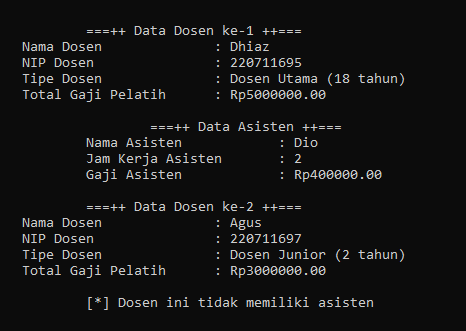 ===++ Data Dosen ke-1 ++===
Nama Dosen : Dhiaz
NIP Dosen : 220711695
Tipe Dosen : Dosen Utama (18 tahun)
Total Gaji Pelatih : Rp5000000.00
===++ Data Asisten ++===
Nama Asisten : Dio
Jam Kerja Asisten : 2
Gaji Asisten : Rp400000.00
===++ Data Dosen ke-2 ++===
Nama Dosen : Agus
NIP Dosen : 220711697
Tipe Dosen : Dosen Junior (2 tahun)
Total Gaji Pelatih : Rp3000000.00
[*] Dosen ini tidak memiliki asisten